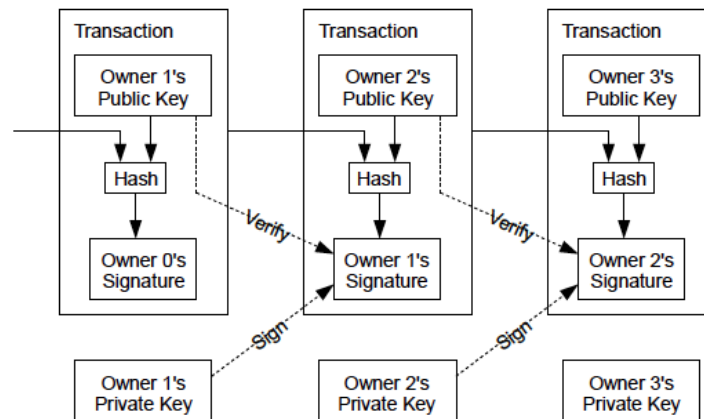 Transaction
Transaction
Transaction
Owner 1's
Public Key
Owner 2's
Public Key
Owner 3's
Public Key
Hash
Hash
Hash
Verify
Verify
Owner 0's
Signature
Owner 1's
Signature
Owner 2's
Signature
Sign
Sign
Owner 1's
Private Key
Owner 2's
Private Key
Owner 3's
Private Key